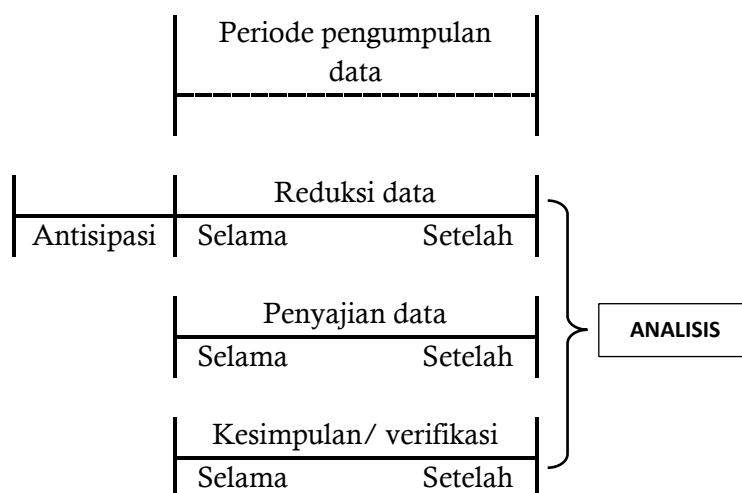 Periode pengumpulan
data
Reduksi data
Antisipasi Selama Setelah
Penyajian data
Selama Setelah
ANALISIS
Kesimpulan/ verifikasi
Selama Setelah